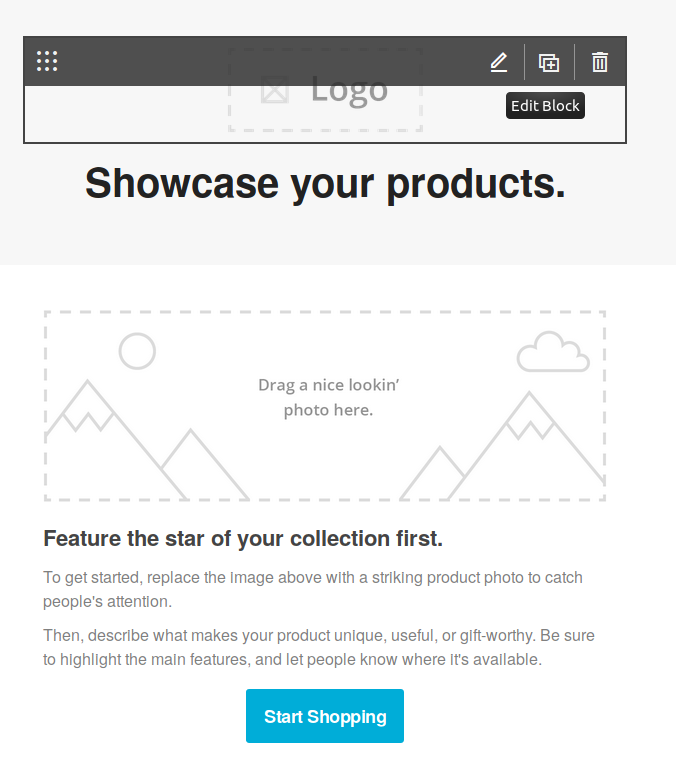 Logo
Edit Block
Showcase your products.
Drag a nice lookin’
photo here.
Feature the star of your collection first.
To get started, replace the image above with a striking product photo to catch
people's attention.
Then, describe what makes your product unique, useful, or gift-worthy. Be sure
to highlight the main features, and let people know where it's available.
Start Shopping